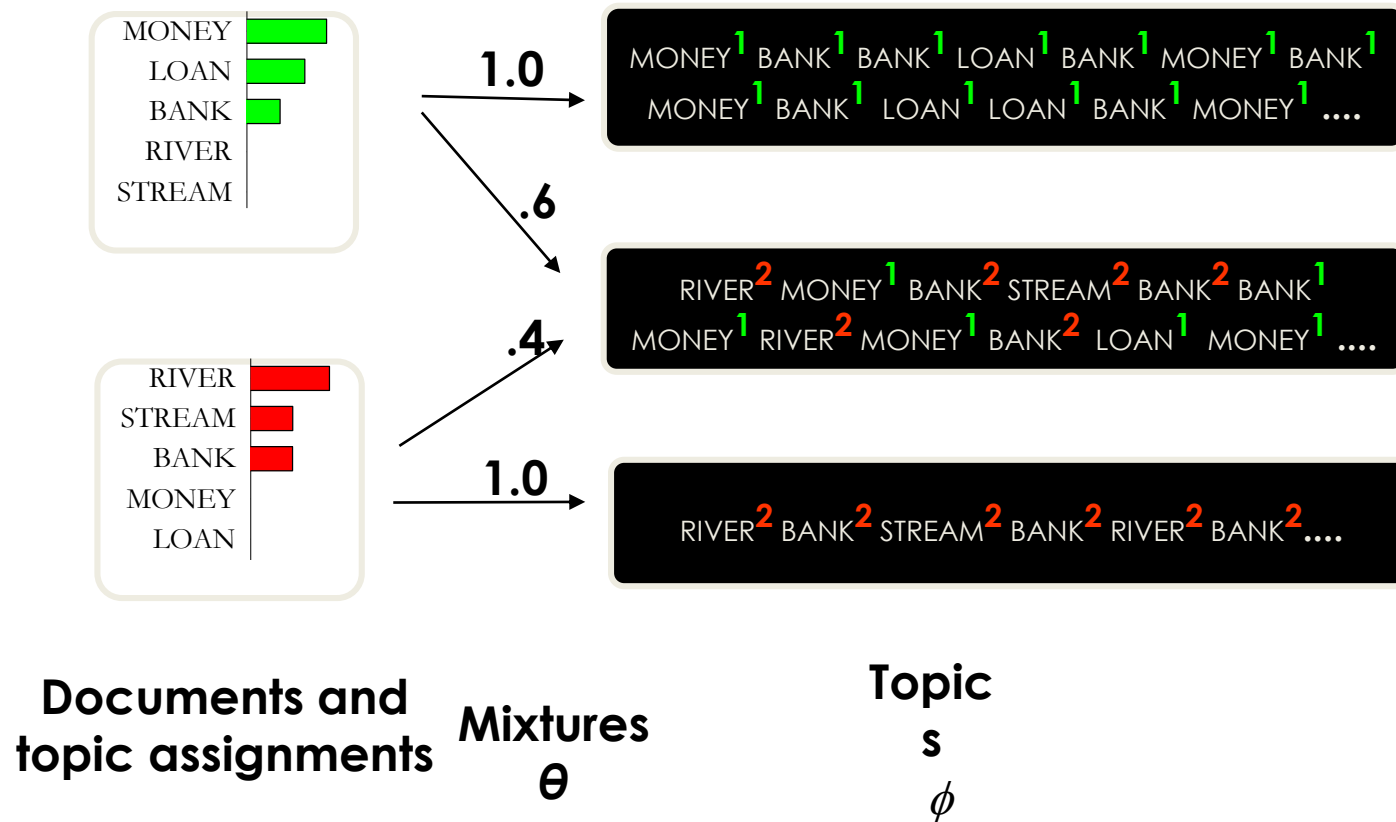 MONEY
LOAN
BANK
RIVER
STREAM
1.0
MONEY1 BANK1 BANK1 LOAN1 BANK1 MONEY1 BANK1
MONEY1 BANK1 LOAN1 LOAN1 BANK1 MONEY1 ....
.6
RIVER2 MONEY1 BANK2 STREAM2 BANK2 BANK1
MONEY1 RIVER2 MONEY1 BANK2 LOAN1 MONEY1 ....
.4
RIVER
STREAM
BANK
MONEY
LOAN
1.0
RIVER2 BANK2 STREAM2 BANK2 RIVER2 BANK2....
Documents and
topic assignments
Mixtures
θ
Topic
s
ϕ